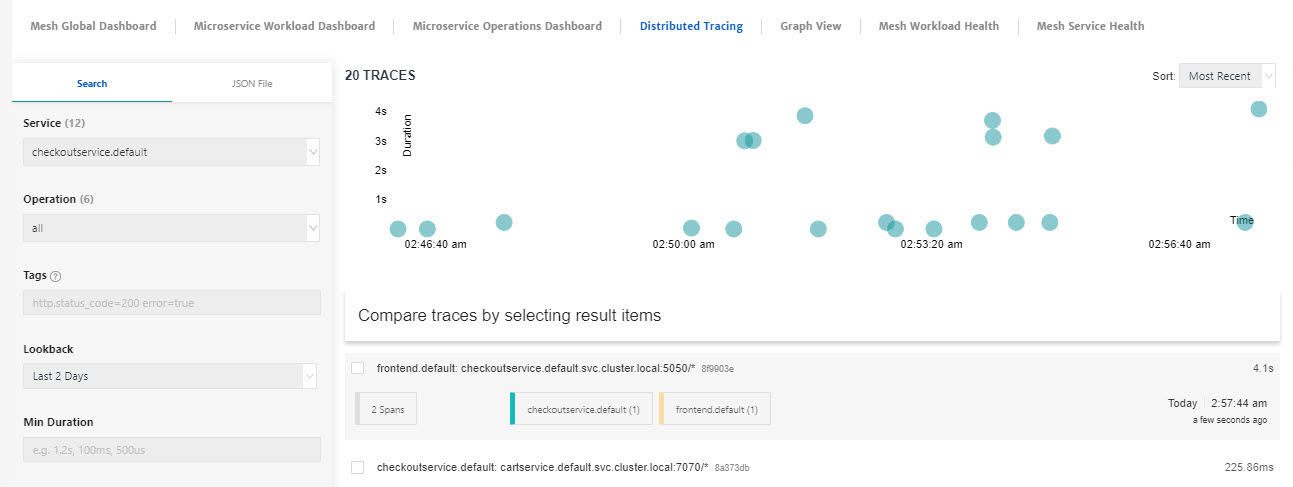 Mesh Global Dashboard
Microservice Workload Dashboard
Microservice Operations Dashboard
Distributed Tracing
Graph View
Mesh Workload Health
Mesh Service Health
Search
JSON File
Service (12)
checkoutservice.default
Operation (6)
all
Tags ?
http.status_code=200 error=true
Lookback
Last 2 Days
Min Duration
e.g. 1.2s, 100ms, 500us
20 TRACES
Sort: Most Recent
Duration
4s
3s
2s
1s
Time
02:46:40 am
02:50:00 am
02:53:20 am
02:56:40 am
Compare traces by selecting result items
frontend.default: checkoutservice.default.svc.cluster.local:5050/* 8f9903e
4.1s
2 Spans
checkoutservice.default (1)
frontend.default (1)
Today 2:57:44 am
a few seconds ago
checkoutservice.default: cartservice.default.svc.cluster.local:7070/* 8a373db
225.86ms